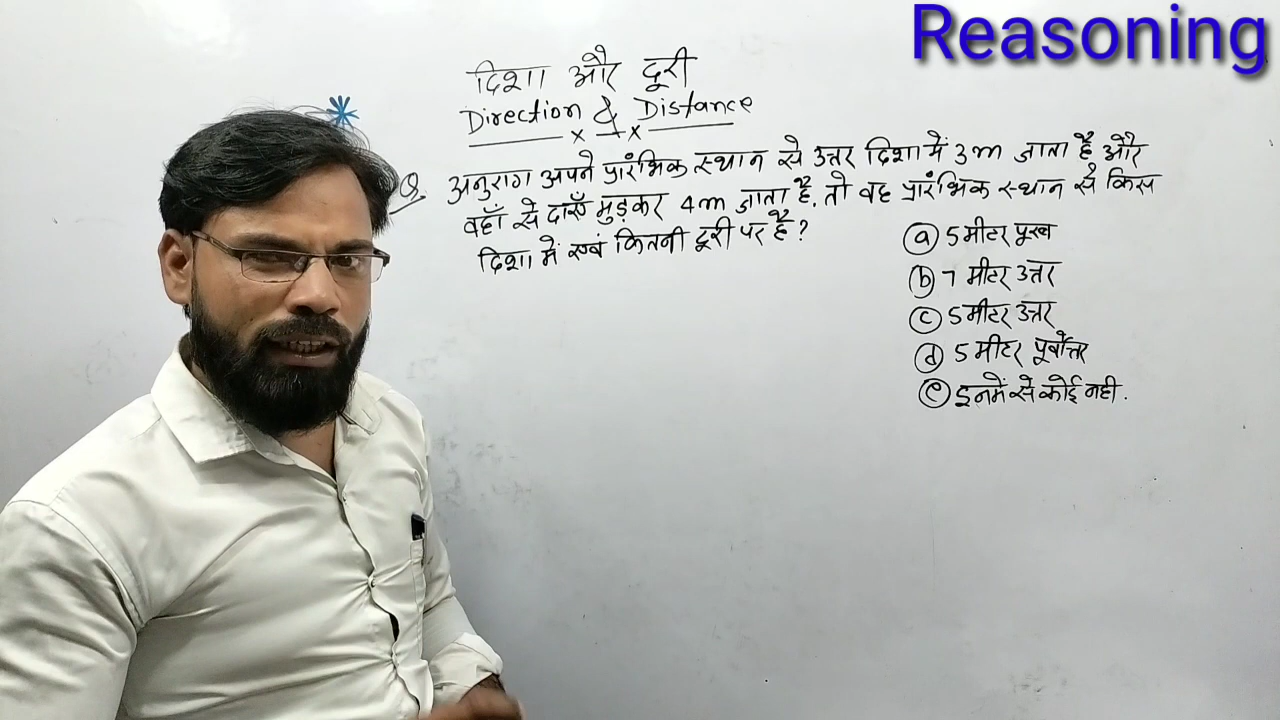 Reasoning
दिशा और दूरी
Direction & Distance
Q. अनुराग अपने प्रारंभिक स्थान से उत्तर दिशा में 3m जाता है और
वहाँ से दाएँ मुड़कर 4m जाता है. तो वह प्रारंभिक स्थान से किस
दिशा में एवं कितनी दूरी पर है?
(a) 5 मीटर पूरब
(b) 7 मीटर उत्तर
(c) 5 मीटर उत्तर
(d) 5 मीटर पूर्वोत्तर
(e) इनमें से कोई नही.